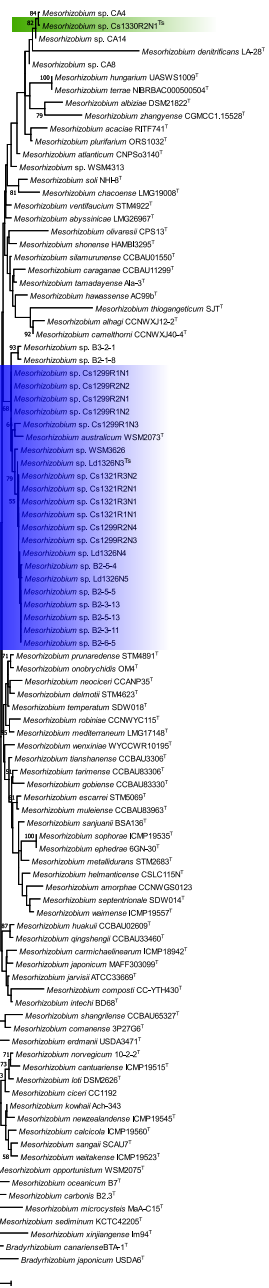 84 Mesorhizobium sp. CA4
82 Mesorhizobium sp. Cs1330R2N1Ts
Mesorhizobium sp. CA14
Mesorhizobium denitrificans LA-28T
Mesorhizobium sp. CA8
100 Mesorhizobium hungarium UASWS1009T
Mesorhizobium terrae NIBRBAC000500504T
Mesorhizobium albiziae DSM21822T
79 Mesorhizobium zhangyense CGMCC1.15528T
Mesorhizobium acaciae RITF741T
Mesorhizobium plurifarium ORS1032T
Mesorhizobium atlanticum CNPSo3140T
Mesorhizobium sp. WSM4313
Mesorhizobium soli NHI-8T
81 Mesorhizobium chacoense LMG19008T
Mesorhizobium ventifaucium STM4922T
Mesorhizobium abyssinicae LMG26967T
Mesorhizobium olivaresii CPS13T
Mesorhizobium shonense HAMBI3295T
Mesorhizobium silamurunense CCBAU01550T
Mesorhizobium caraganae CCBAU11299T
Mesorhizobium tamadayense Ala-3T
Mesorhizobium hawassense AC99bT
Mesorhizobium thiogangeticum SJTT
Mesorhizobium alhagi CCNWXJ12-2T
92 Mesorhizobium camelthorni CCNWXJ40-4T
93 Mesorhizobium sp. B3-2-1
Mesorhizobium sp. B2-1-8
Mesorhizobium sp. Cs1299R1N1
Mesorhizobium sp. Cs1299R2N2
Mesorhizobium sp. Cs1299R2N1
68 Mesorhizobium sp. Cs1299R1N2
Mesorhizobium sp. Cs1299R1N3
Mesorhizobium australicum WSM2073T
Mesorhizobium sp. WSM3626
Mesorhizobium sp. Ld1326N3Ts
79 Mesorhizobium sp. Cs1321R3N2
Mesorhizobium sp. Cs1321R2N1
55 Mesorhizobium sp. Cs1321R3N1
Mesorhizobium sp. Cs1321R1N1
Mesorhizobium sp. Cs1299R2N4
Mesorhizobium sp. Cs1299R2N3
Mesorhizobium sp. Ld1326N4
Mesorhizobium sp. B2-5-4
Mesorhizobium sp. Ld1326N5
Mesorhizobium sp. B2-5-5
Mesorhizobium sp. B2-3-13
Mesorhizobium sp. B2-5-13
Mesorhizobium sp. B2-3-11
Mesorhizobium sp. B2-6-5
71 Mesorhizobium prunaredense STM4891T
Mesorhizobium onobrychidis OM4T
Mesorhizobium neociceri CCANP35T
Mesorhizobium delmotii STM4623T
Mesorhizobium temperatum SDW018T
Mesorhizobium robiniae CCNWYC115T
Mesorhizobium mediterraneum LMG17148T
Mesorhizobium wenxiniae WYCCWR10195T
Mesorhizobium tianshanense CCBAU3306T
Mesorhizobium tarimense CCBAU83306T
Mesorhizobium gobiense CCBAU83330T
Mesorhizobium escarrei STM5069T
Mesorhizobium muleiense CCBAU83963T
Mesorhizobium sanjuanii BSA136T
100 Mesorhizobium sophorae ICMP19535T
Mesorhizobium ephedrae 6GN-30T
Mesorhizobium metallidurans STM2683T
Mesorhizobium helmanticense CSLC115NT
Mesorhizobium amorphae CCNWGS0123
Mesorhizobium septentrionale SDW014T
Mesorhizobium waimense ICMP19557T
87 Mesorhizobium huakuii CCBAU02609T
Mesorhizobium qingshengii CCBAU33460T
Mesorhizobium carmichaelinearum ICMP18942T
Mesorhizobium japonicum MAFF303099T
Mesorhizobium jarvisii ATCC33669T
Mesorhizobium composti CC-YTH430T
Mesorhizobium intechi BD68T
Mesorhizobium shangrilense CCBAU65327T
Mesorhizobium comanense 3P27G6T
Mesorhizobium erdmanii USDA3471T
71 Mesorhizobium norvegicum 10-2-2T
73 Mesorhizobium cantuariense ICMP19515T
Mesorhizobium loti DSM2626T
Mesorhizobium ciceri CC1192
Mesorhizobium kowhaii Ach-343
Mesorhizobium newzealandense ICMP19545T
Mesorhizobium calcicola ICMP19560T
Mesorhizobium sangaii SCAU7T
58 Mesorhizobium waitakense ICMP19523T
Mesorhizobium opportunistum WSM2075T
Mesorhizobium oceanicum B7T
Mesorhizobium carbonis B2.3T
Mesorhizobium microcysteis MaA-C15T
Mesorhizobium sediminum KCTC42205T
Mesorhizobium xinjiangense lm94T
Bradyrhizobium canarienseBTA-1T
Bradyrhizobium japonicum USDA6T